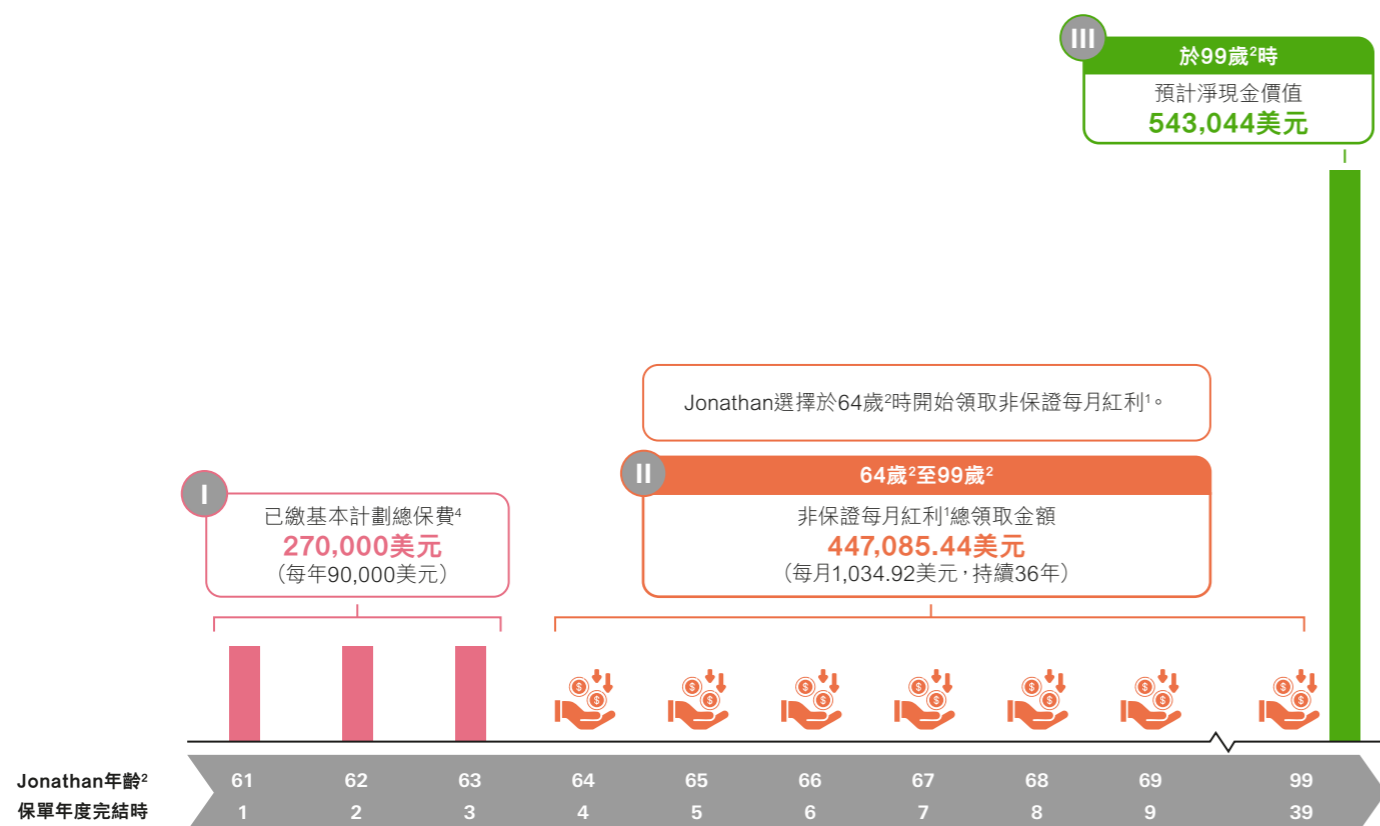 III
於99歲²時
預計淨現金價值
543,044美元
Jonathan選擇於64歲²時開始領取非保證每月紅利¹。
I
已繳基本計劃總保費⁴
270,000美元
（每年90,000美元）
II
64歲²至99歲²
非保證每月紅利¹總領取金額
447,085.44美元
（每月1,034.92美元，持續36年）
$ $ $ $ $ $ $ $ $ $ $ $ $ $
Jonathan年齡² 61 62 63 64 65 66 67 68 69 99
保單年度完結時 1 2 3 4 5 6 7 8 9 39